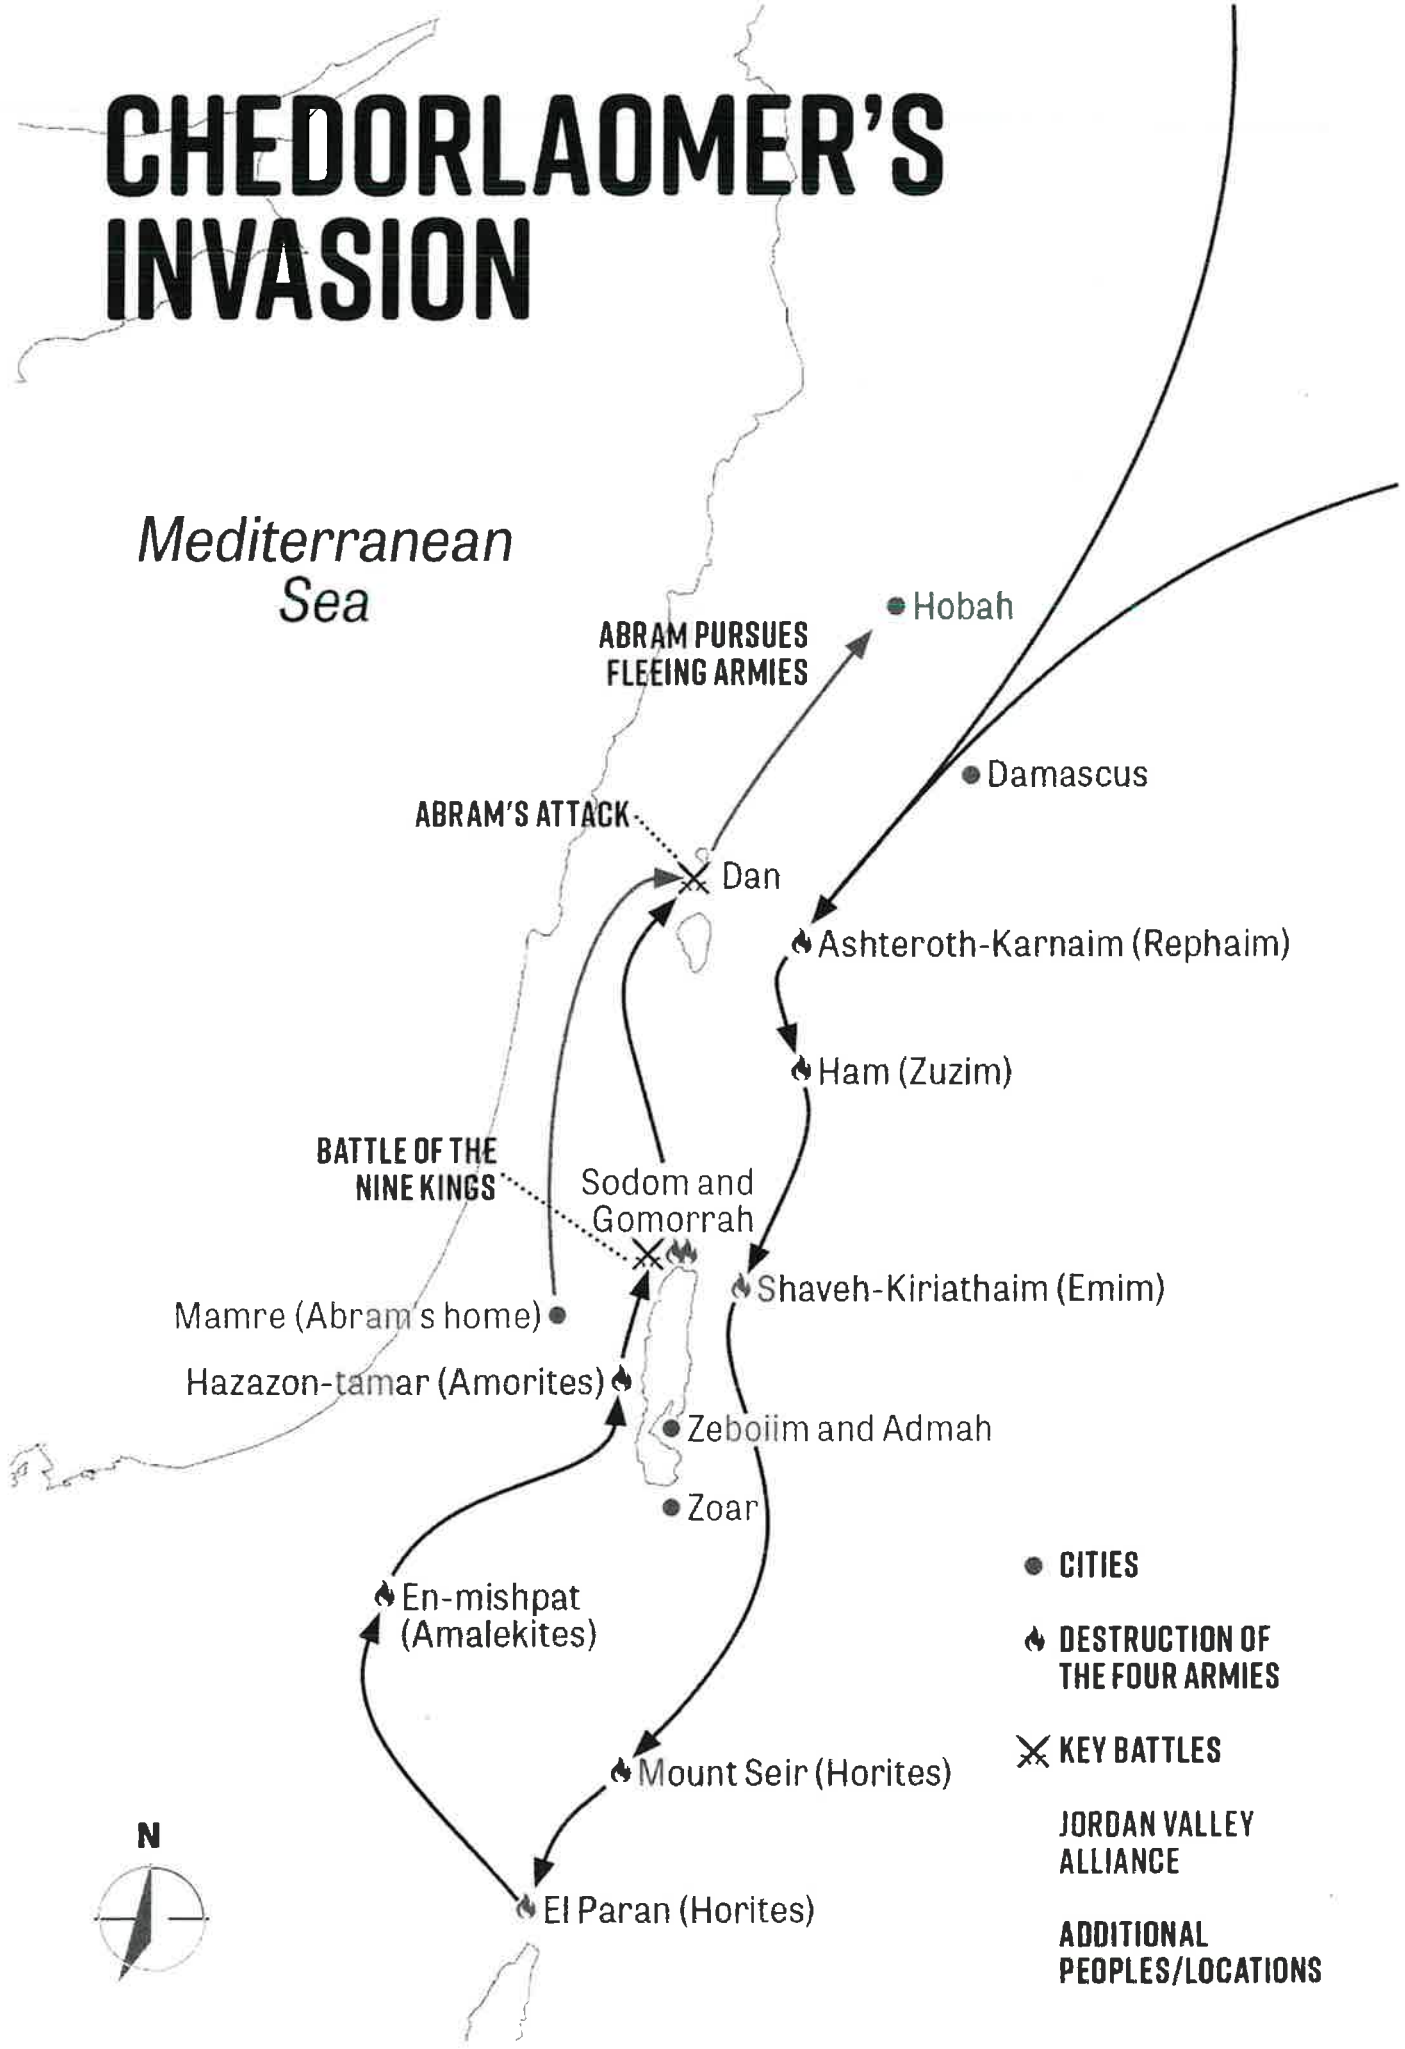 CHEDORLAOMER'S
INVASION
Mediterranean
Sea
Hobah
ABRAM PURSUES
FLEEING ARMIES
Damascus
ABRAM'S ATTACK
Dan
Ashteroth-Karnaim (Rephaim)
Ham (Zuzim)
BATTLE OF THE
NINE KINGS
Sodom and
Gomorrah
Shaveh-Kiriathaim (Emim)
Mamre (Abram's home)
Hazazon-tamar (Amorites)
Zeboiim and Admah
Zoar
En-mishpat
(Amalekites)
Mount Seir (Horites)
El Paran (Horites)
N
CITIES
DESTRUCTION OF
THE FOUR ARMIES
KEY BATTLES
JORDAN VALLEY
ALLIANCE
ADDITIONAL
PEOPLES/LOCATIONS